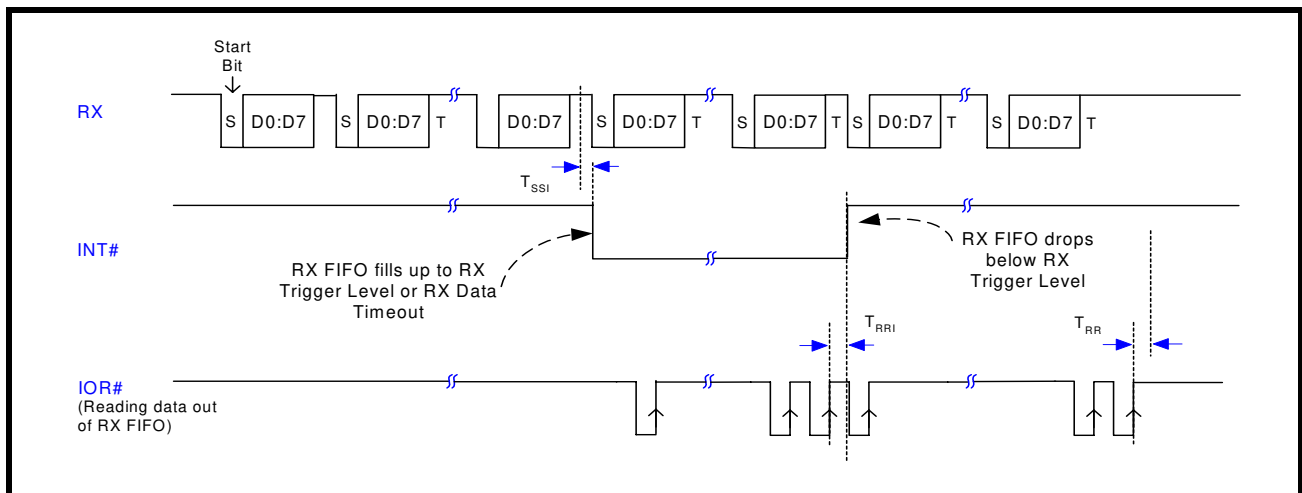 Start
Bit
RX
S D0:D7 S D0:D7 T S D0:D7 S D0:D7 T S D0:D7 T S D0:D7 T S D0:D7 T
TSSI
INT#
RX FIFO fills up to RX
Trigger Level or RX Data
Timeout
RX FIFO drops
below RX
Trigger Level
TRRI
TRR
IOR#
(Reading data out
of RX FIFO)